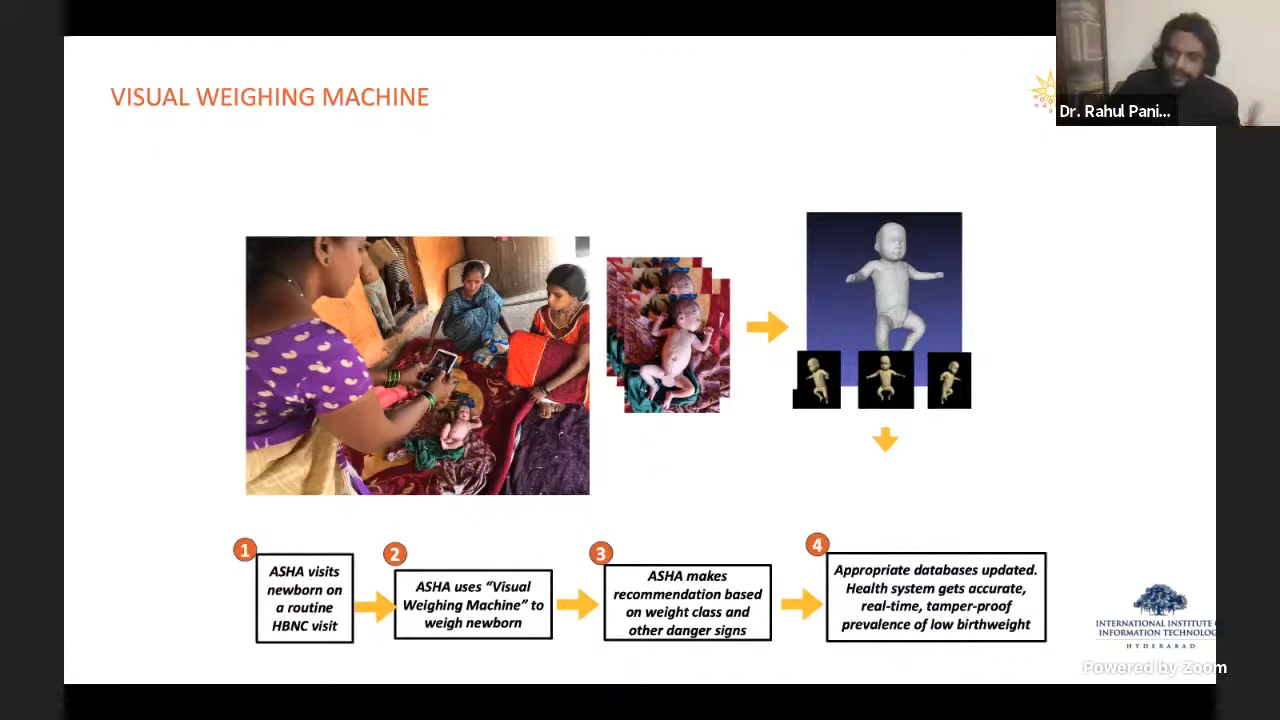 VISUAL WEIGHING MACHINE
Dr. Rahul Pani...
1
ASHA visits
newborn on
a routine
HBNC visit
2
ASHA uses “Visual
Weighing Machine” to
weigh newborn
3
ASHA makes
recommendation based
on weight class and
other danger signs
4
Appropriate databases updated.
Health system gets accurate,
real-time, tamper-proof
prevalence of low birthweight
INTERNATIONAL INSTITUTE
INFORMATION TECHNOLOGY
HYDERABAD
Powered by Zoom